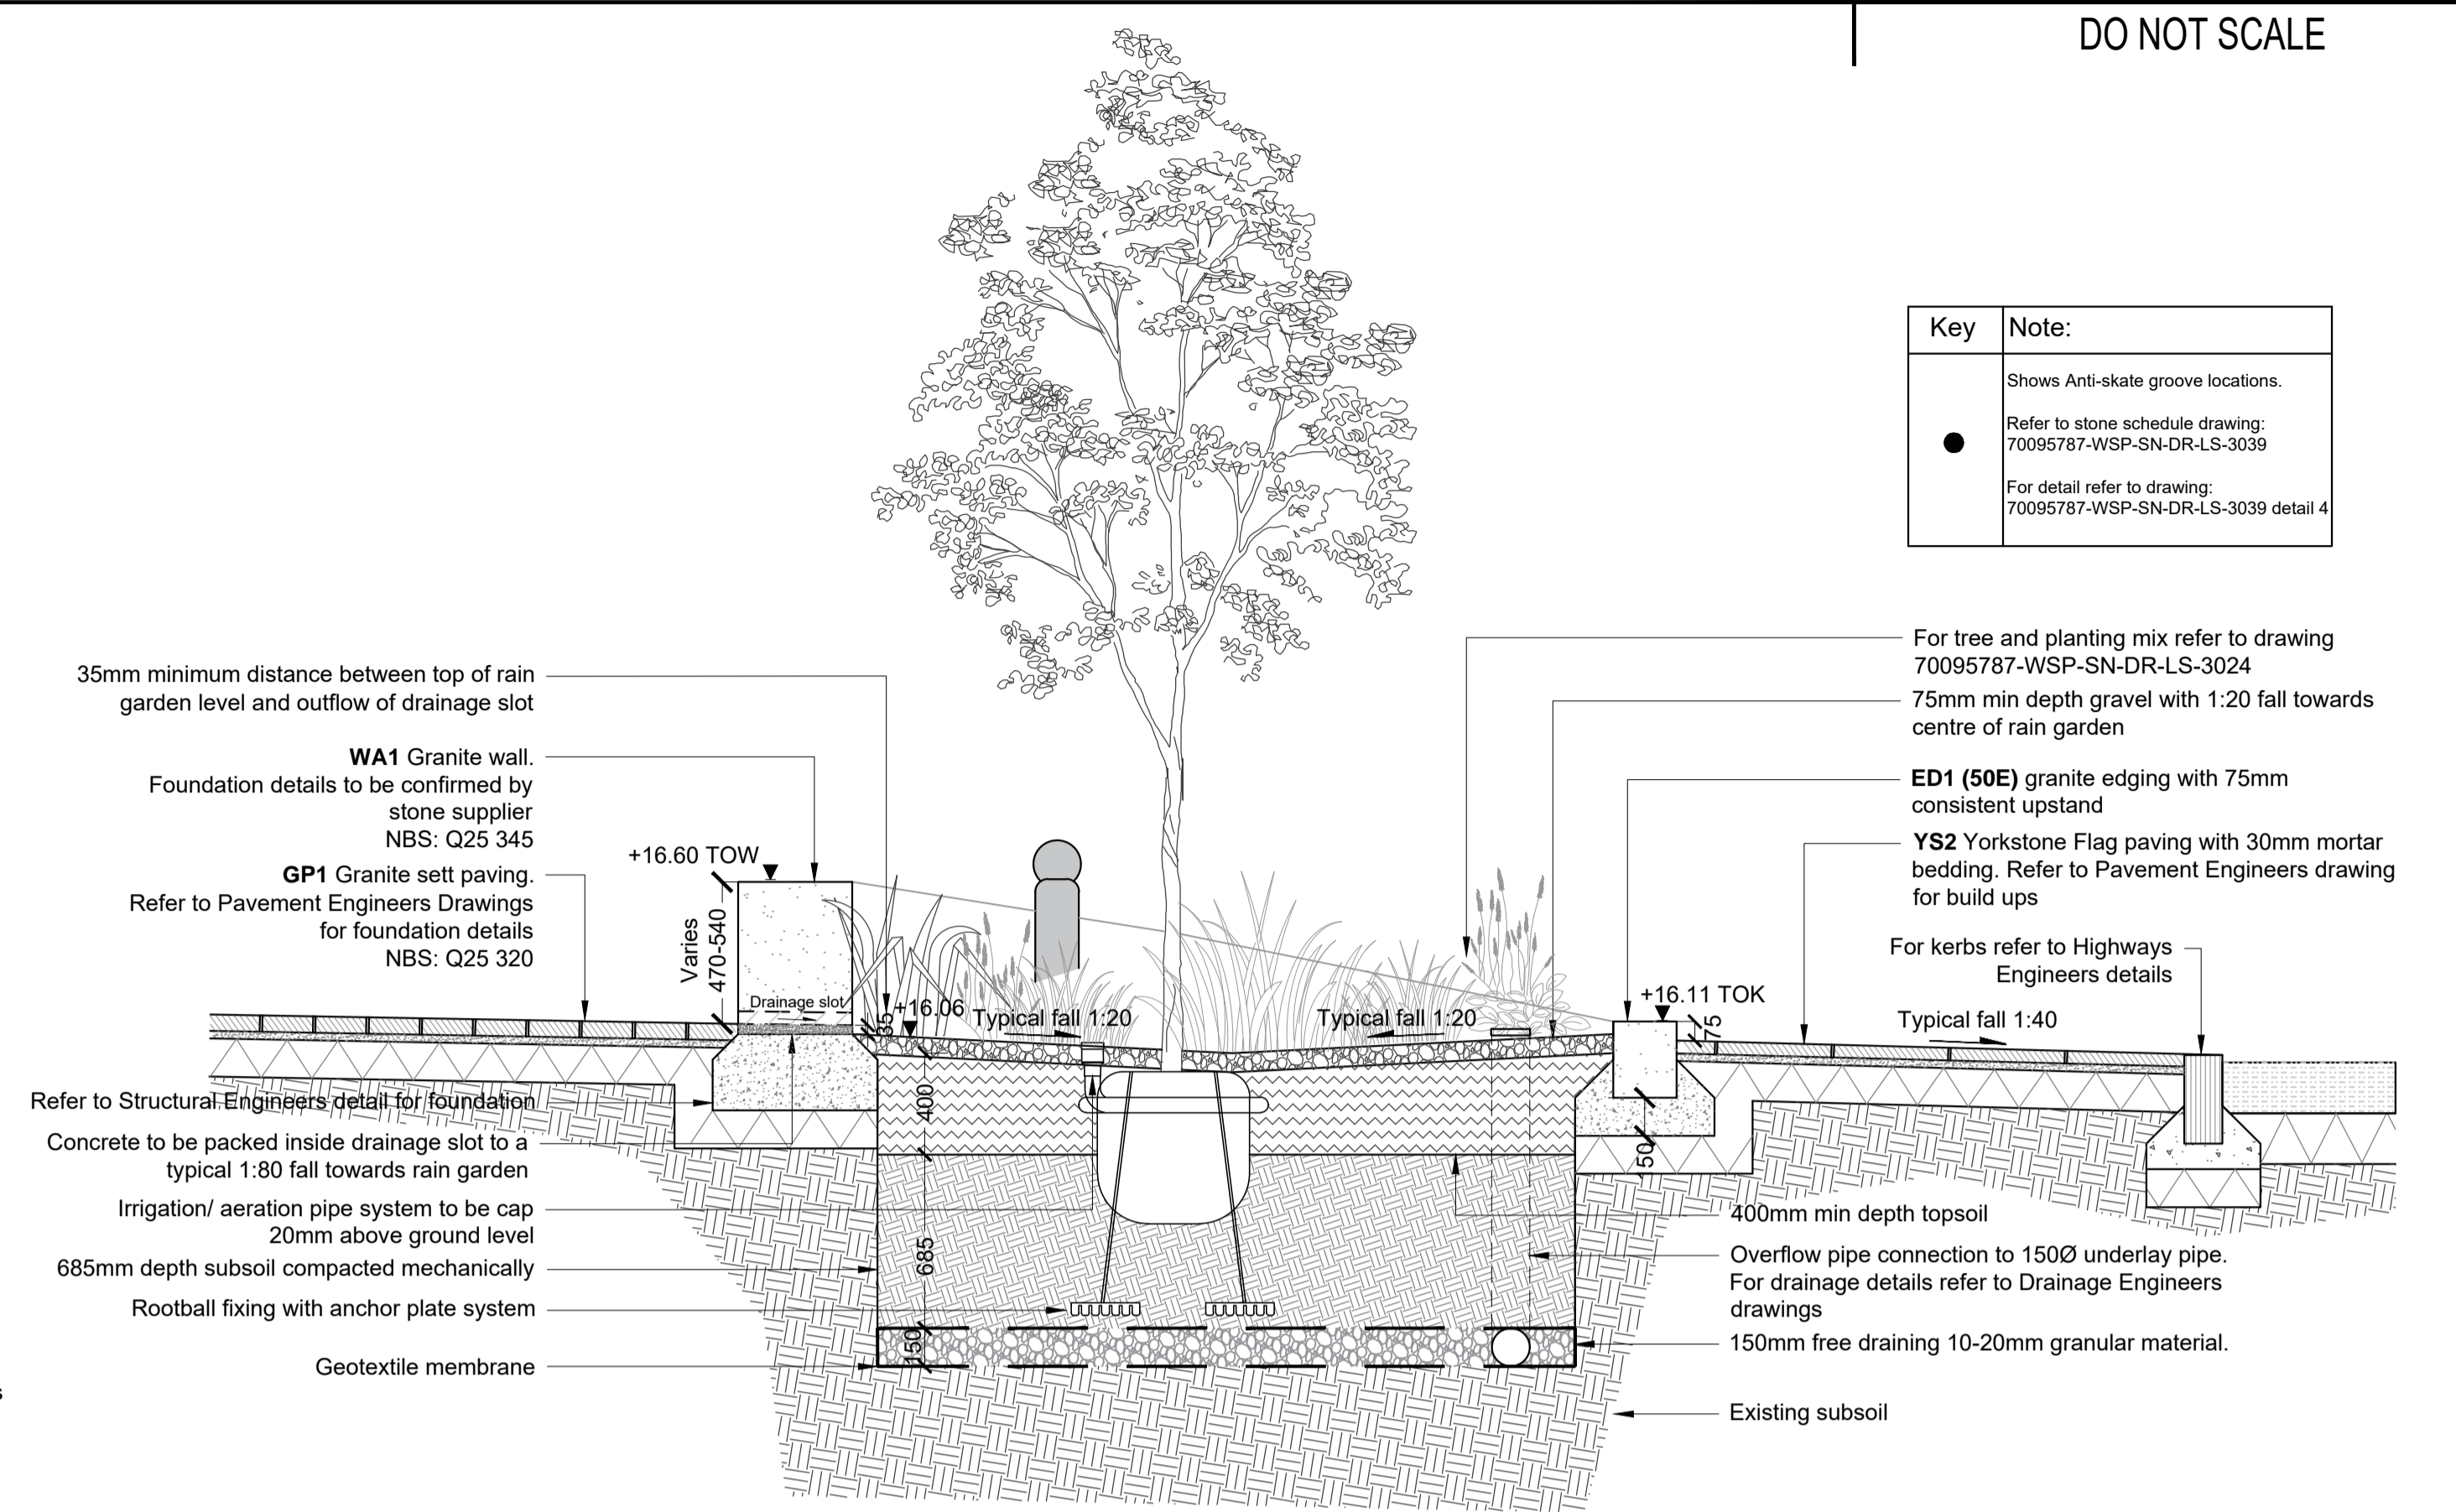 DO NOT SCALE
Key
Note:
Shows Anti-skate groove locations.
Refer to stone schedule drawing:
70095787-WSP-SN-DR-LS-3039
For detail refer to drawing:
70095787-WSP-SN-DR-LS-3039 detail 4
35mm minimum distance between top of rain
garden level and outflow of drainage slot
WA1 Granite wall.
Foundation details to be confirmed by
stone supplier
NBS: Q25 345
GP1 Granite sett paving.
Refer to Pavement Engineers Drawings
for foundation details
NBS: Q25 320
Refer to Structural Engineers detail for foundation
Concrete to be packed inside drainage slot to a
typical 1:80 fall towards rain garden
Irrigation/ aeration pipe system to be cap
20mm above ground level
685mm depth subsoil compacted mechanically
Rootball fixing with anchor plate system
Geotextile membrane
s
+16.60 TOW
Varies
470-540
Drainage slot
35
+16.06
Typical fall 1:20
Typical fall 1:20
400
685
150
+16.11 TOK
75
Typical fall 1:40
150
For tree and planting mix refer to drawing
70095787-WSP-SN-DR-LS-3024
75mm min depth gravel with 1:20 fall towards
centre of rain garden
ED1 (50E) granite edging with 75mm
consistent upstand
YS2 Yorkstone Flag paving with 30mm mortar
bedding. Refer to Pavement Engineers drawing
for build ups
For kerbs refer to Highways
Engineers details
400mm min depth topsoil
Overflow pipe connection to 150Ø underlay pipe.
For drainage details refer to Drainage Engineers
drawings
150mm free draining 10-20mm granular material.
Existing subsoil